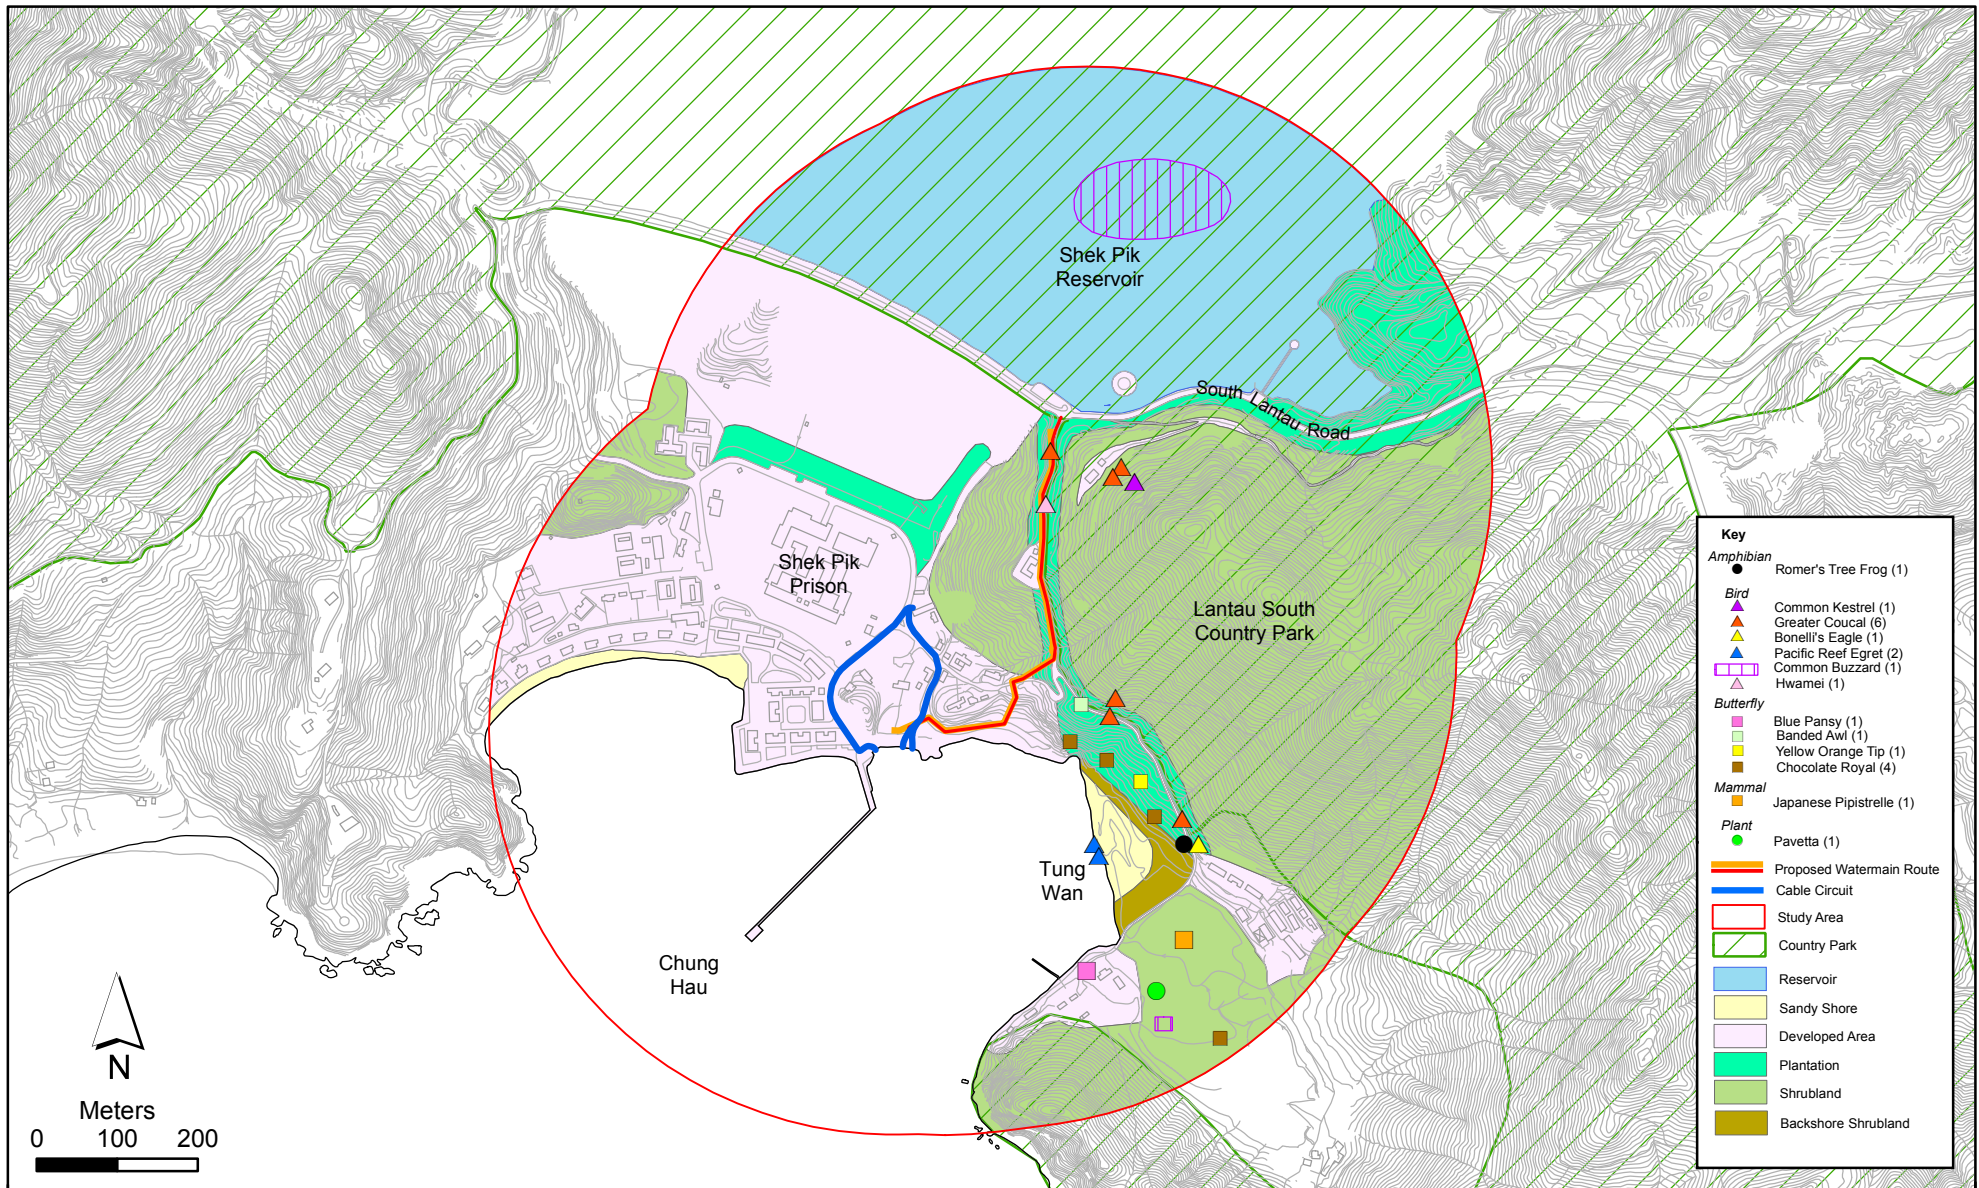 Shek Pik
Reservoir
South Lantau Road
Shek Pik
Prison
Lantau South
Country Park
Tung
Wan
Chung
Hau
N
Meters
0 100 200
Key
Amphibian
Romer's Tree Frog (1)
Bird
Common Kestrel (1)
Greater Coucal (6)
Bonelli's Eagle (1)
Pacific Reef Egret (2)
Common Buzzard (1)
Hwamei (1)
Butterfly
Blue Pansy (1)
Banded Awl (1)
Yellow Orange Tip (1)
Chocolate Royal (4)
Mammal
Japanese Pipistrelle (1)
Plant
Pavetta (1)
Proposed Watermain Route
Cable Circuit
Study Area
Country Park
Reservoir
Sandy Shore
Developed Area
Plantation
Shrubland
Backshore Shrubland